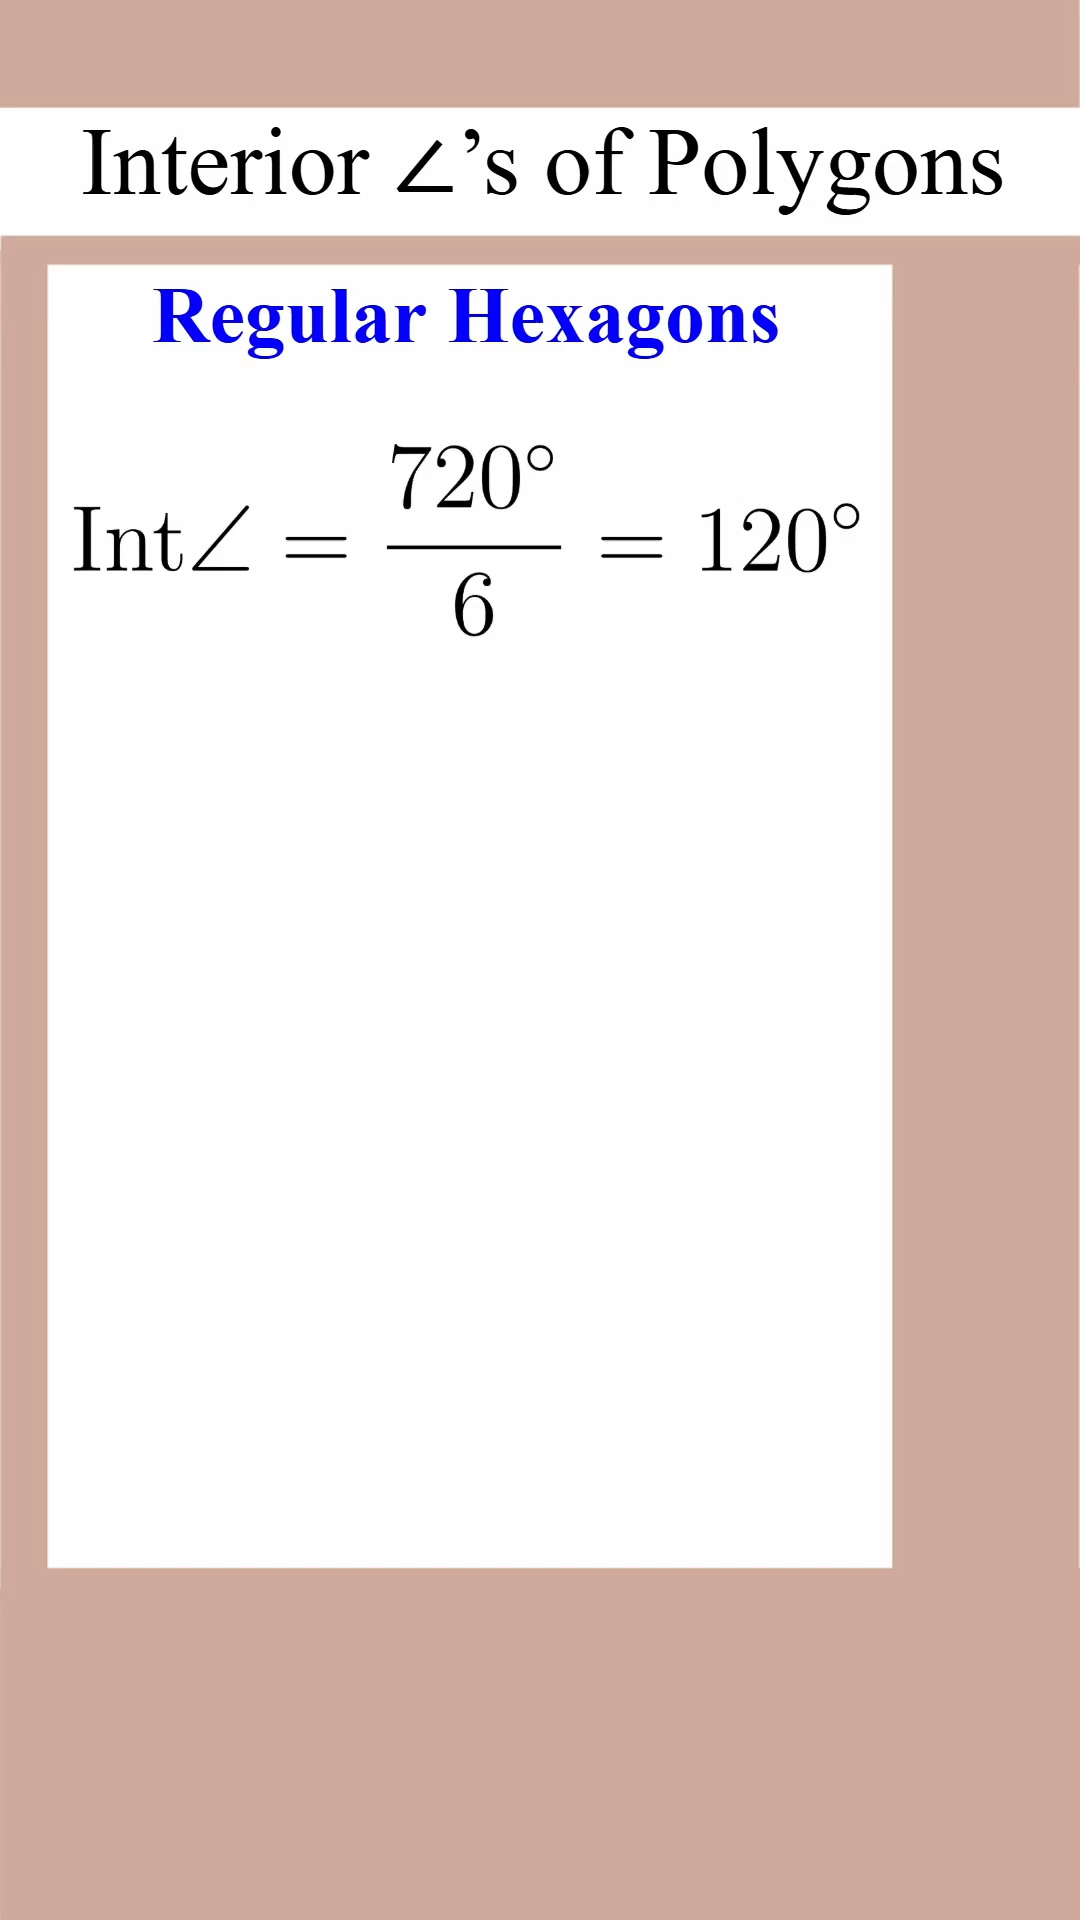 Interior ∠’s of Polygons
Regular Hexagons
Int∠ = 720° / 6 = 120°